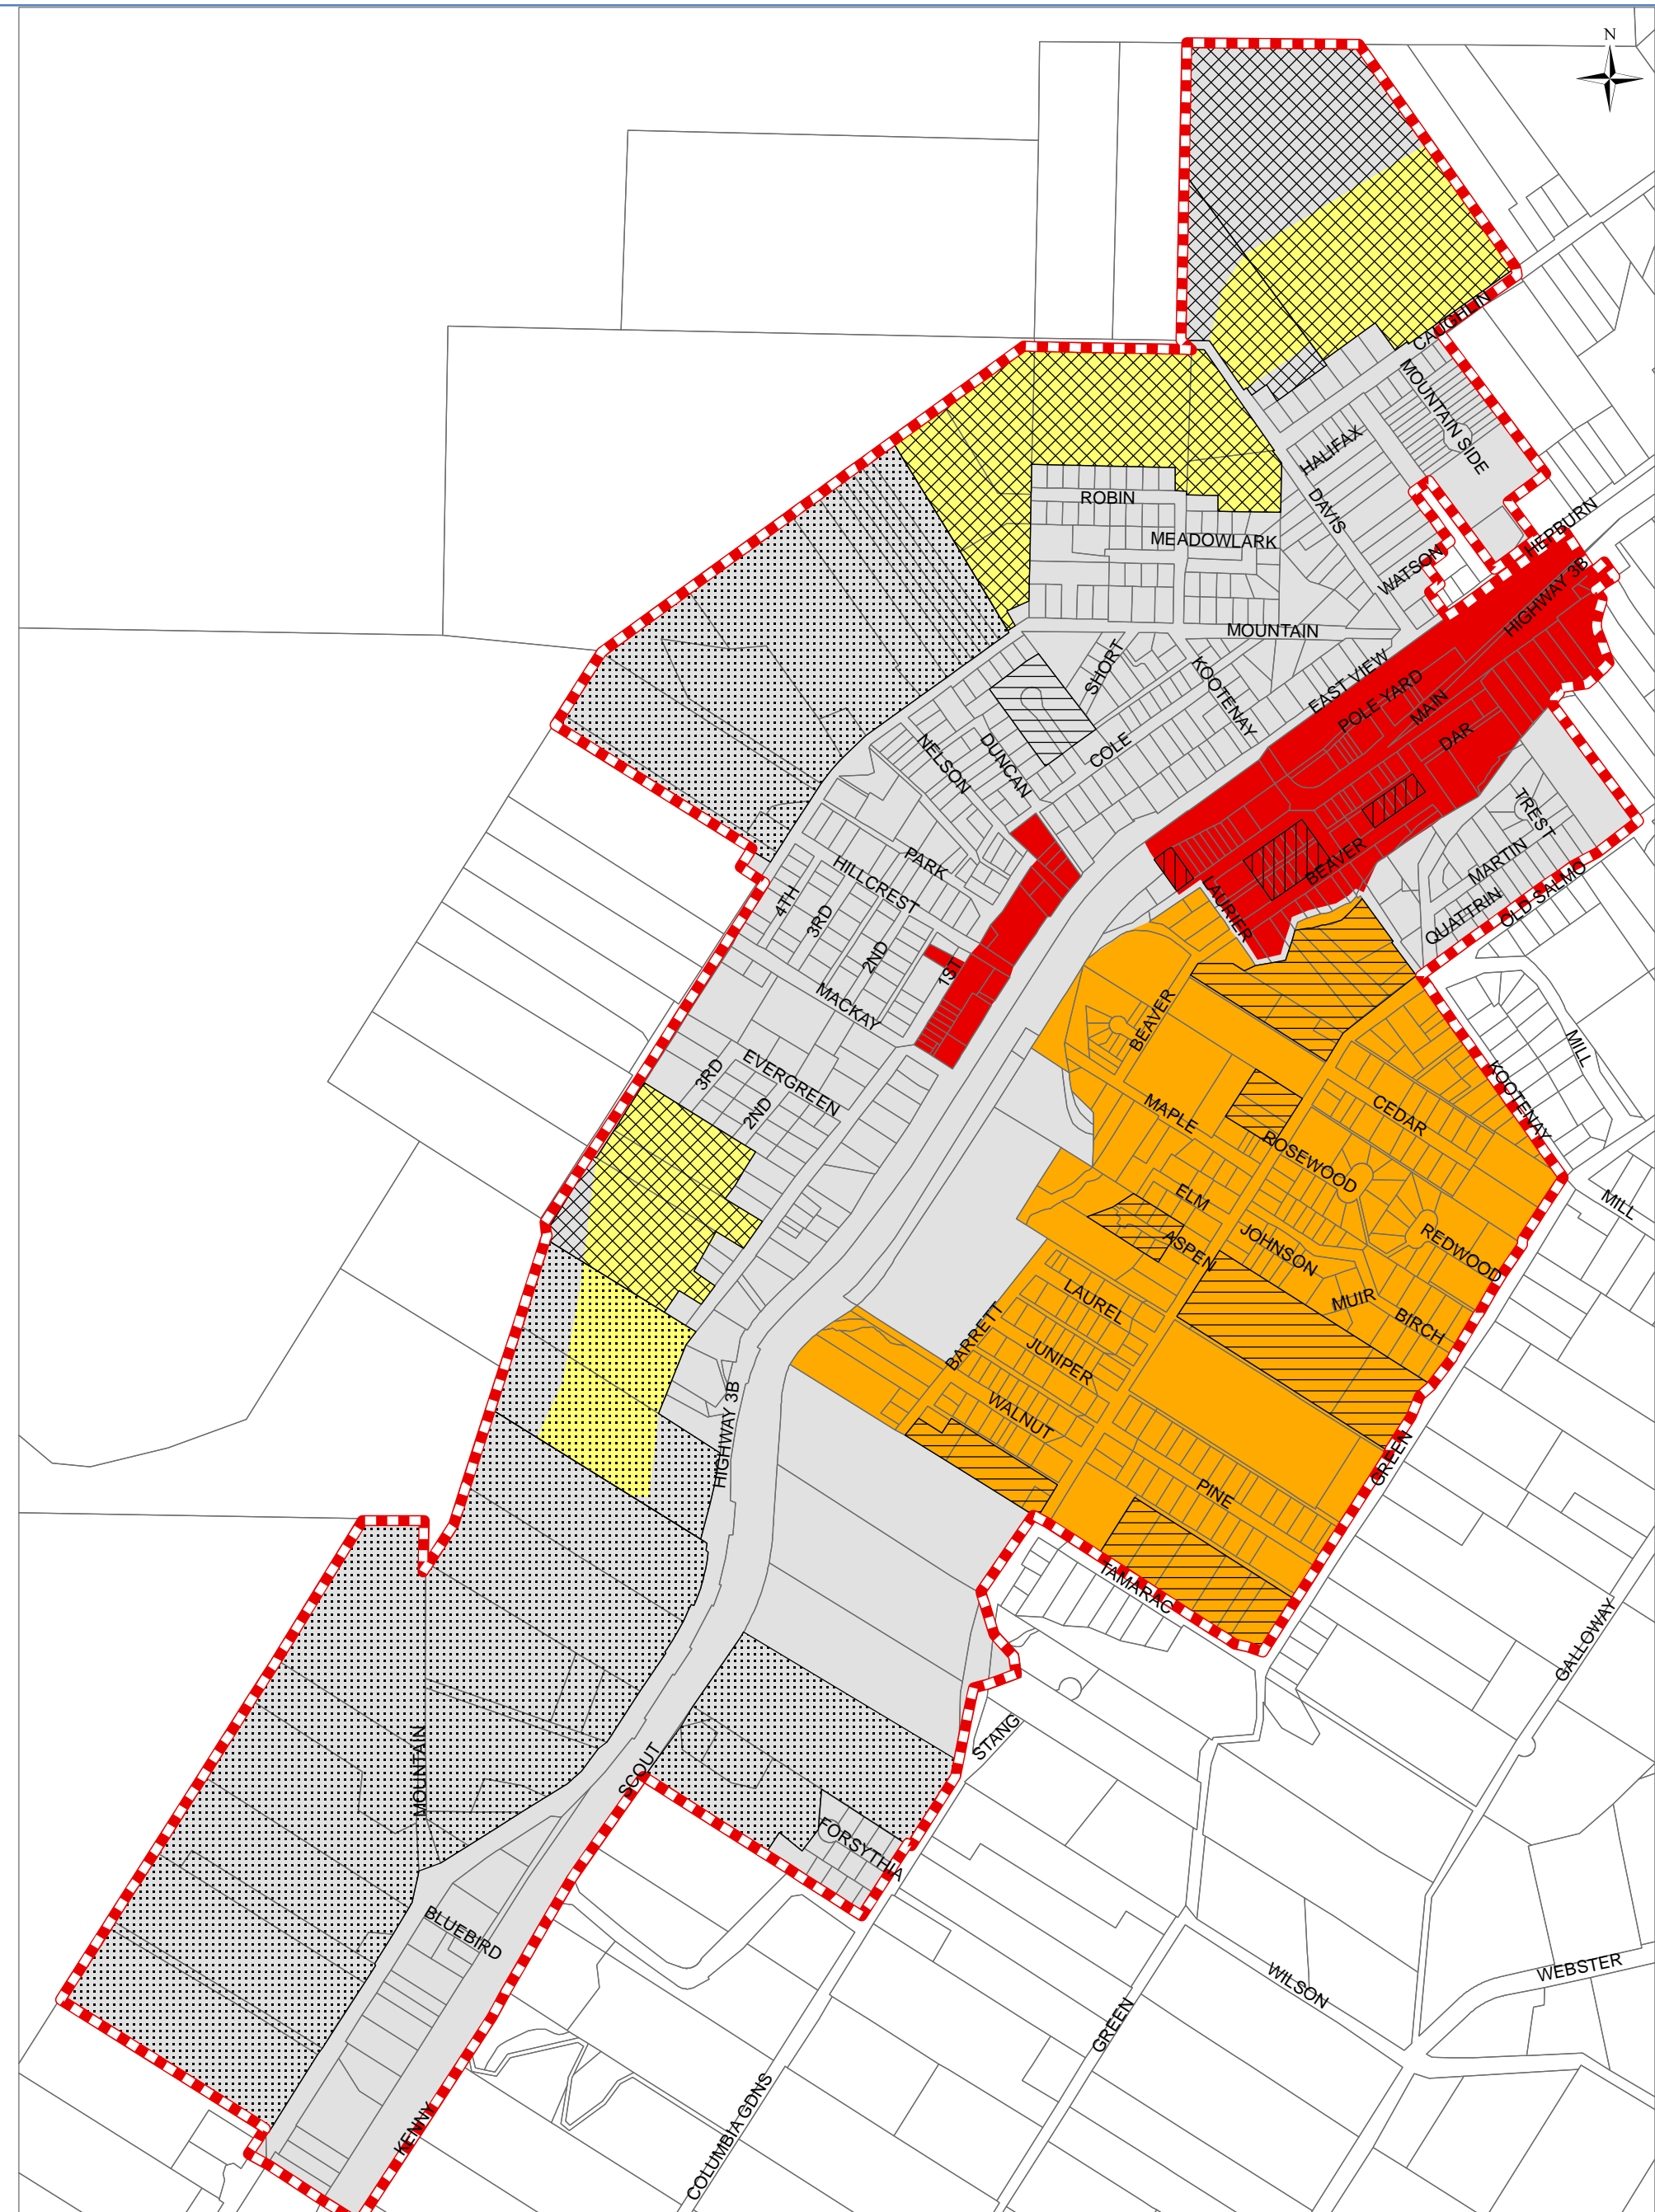 N
CAUGHLIN
MOUNTAIN SIDE
HALIFAX
ROBIN
DAVIS
HEPBURN
MEADOWLARK
WATSON
HIGHWAY 3B
MOUNTAIN
SHORT
KOOTENAY
EAST VIEW
POLE YARD
MAIN
DAR
COLE
NELSON
DUNCAN
TREST
PARK
HILLCREST
BEAVER
MARTIN
4TH
3RD
LAURIER
OLD SALMO
QUATTRIN
2ND
1ST
MACKAY
BEAVER
MILL
3RD
EVERGREEN
2ND
MAPLE
CEDAR
KOOTENAY
ROSEWOOD
ELM
MILL
ASPEN
JOHNSON
REDWOOD
LAUREL
MUIR
BIRCH
BARRETT
JUNIPER
WALNUT
HIGHWAY 3B
GREEN
PINE
TAMARAC
GALLOWAY
STANG
MOUNTAIN
SCOUT
FORSYTHIA
BLUEBIRD
WILSON
WEBSTER
GREEN
KENNY
COLUMBIA GDNS